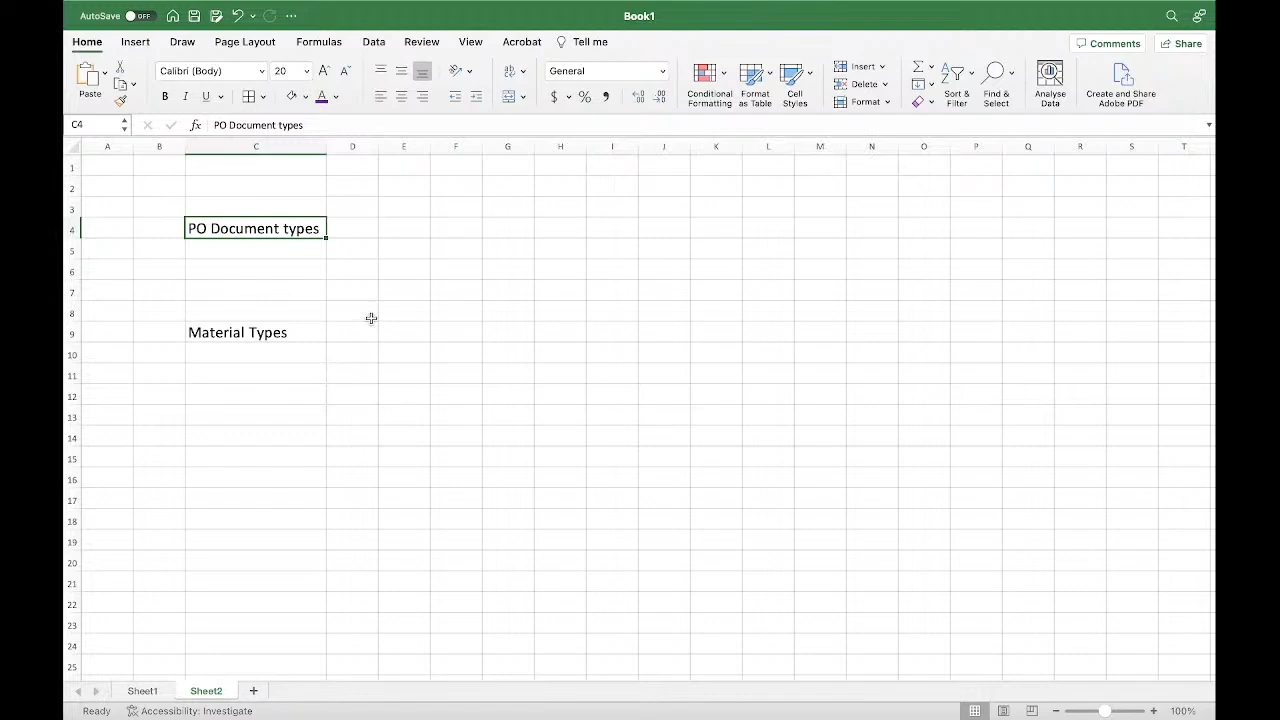 AutoSave OFF Book1
Home Insert Draw Page Layout Formulas Data Review View Acrobat Tell me Comments Share
Paste Calibri (Body) 20 A A General Conditional Formatting Format as Table Cell Styles Insert Delete Format Sort & Filter Find & Select Analyse Data Create and Share Adobe PDF
B I U A $ %
C4 fx PO Document types
A B C D E F G H I J K L M N O P Q R S T
1
2
3
4 PO Document types
5
6
7
8
9 Material Types
10
11
12
13
14
15
16
17
18
19
20
21
22
23
24
25
Sheet1 Sheet2 +
Ready Accessibility: Investigate 100%